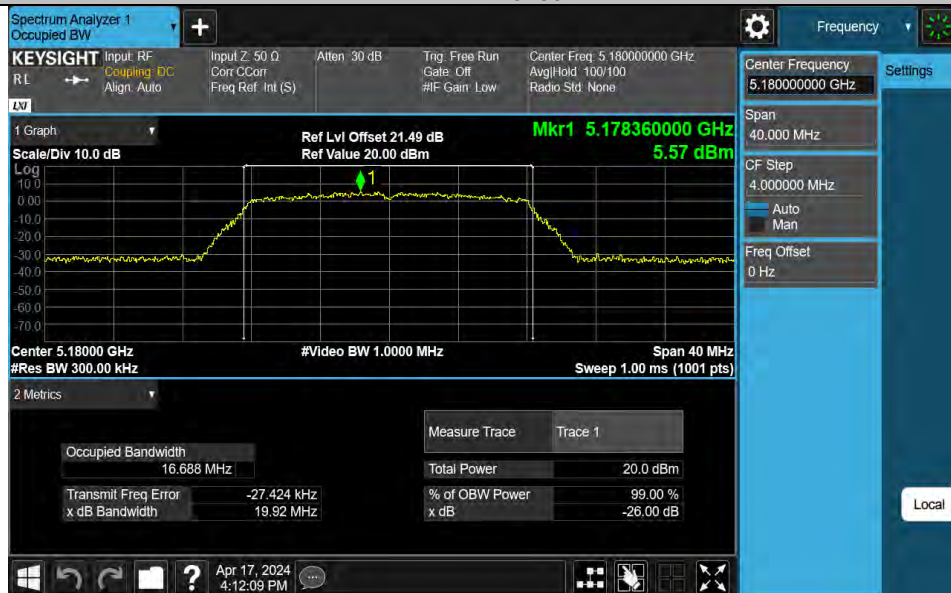 Spectrum Analyzer 1
Occupied BW
+
Frequency
KEYSIGHT
RL
LXI
Input: RF
Coupling: DC
Align: Auto
Input Z: 50 Ω
Corr CCorr
Freq Ref: Int (S)
Atten: 30 dB
Trig: Free Run
Gate: Off
#IF Gain: Low
Center Freq: 5.180000000 GHz
Avg|Hold: 100/100
Radio Std: None
1 Graph
Scale/Div 10.0 dB
Ref Lvl Offset 21.49 dB
Ref Value 20.00 dBm
Mkr1 5.178360000 GHz
5.57 dBm
Log
10.0
0.00
-10.0
-20.0
-30.0
-40.0
-50.0
-60.0
-70.0
1
Center 5.18000 GHz
#Res BW 300.00 kHz
#Video BW 1.0000 MHz
Span 40 MHz
Sweep 1.00 ms (1001 pts)
2 Metrics
Measure Trace
Trace 1
Occupied Bandwidth
16.688 MHz
Total Power
20.0 dBm
Transmit Freq Error
-27.424 kHz
% of OBW Power
99.00 %
x dB Bandwidth
19.92 MHz
x dB
-26.00 dB
Center Frequency
5.180000000 GHz
Settings
Span
40.000 MHz
CF Step
4.000000 MHz
Auto
Man
Freq Offset
0 Hz
Local
?
Apr 17, 2024
4:12:09 PM